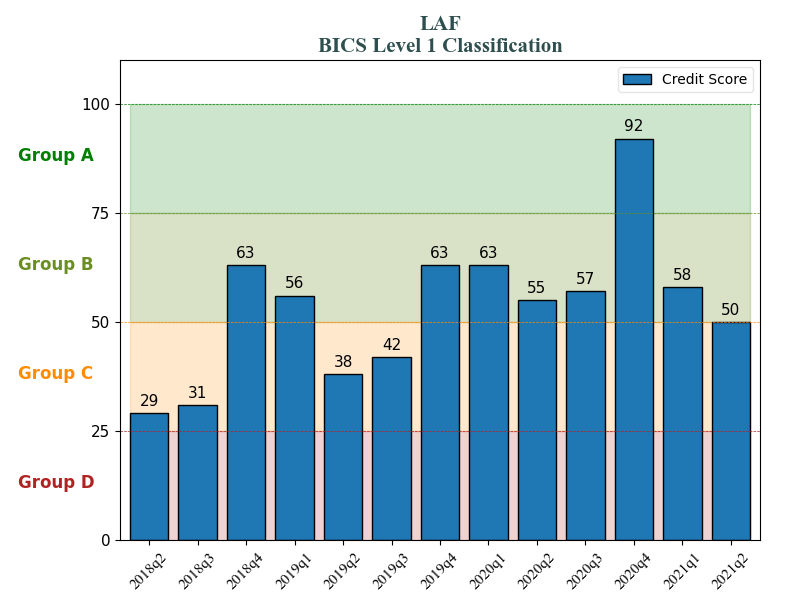 LAF
BICS Level 1 Classification
Credit Score
100
Group A
92
75
Group B
63
56
63
63
55
57
58
50
50
Group C
29
31
38
42
25
Group D
0
2018q2
2018q3
2018q4
2019q1
2019q2
2019q3
2019q4
2020q1
2020q2
2020q3
2020q4
2021q1
2021q2